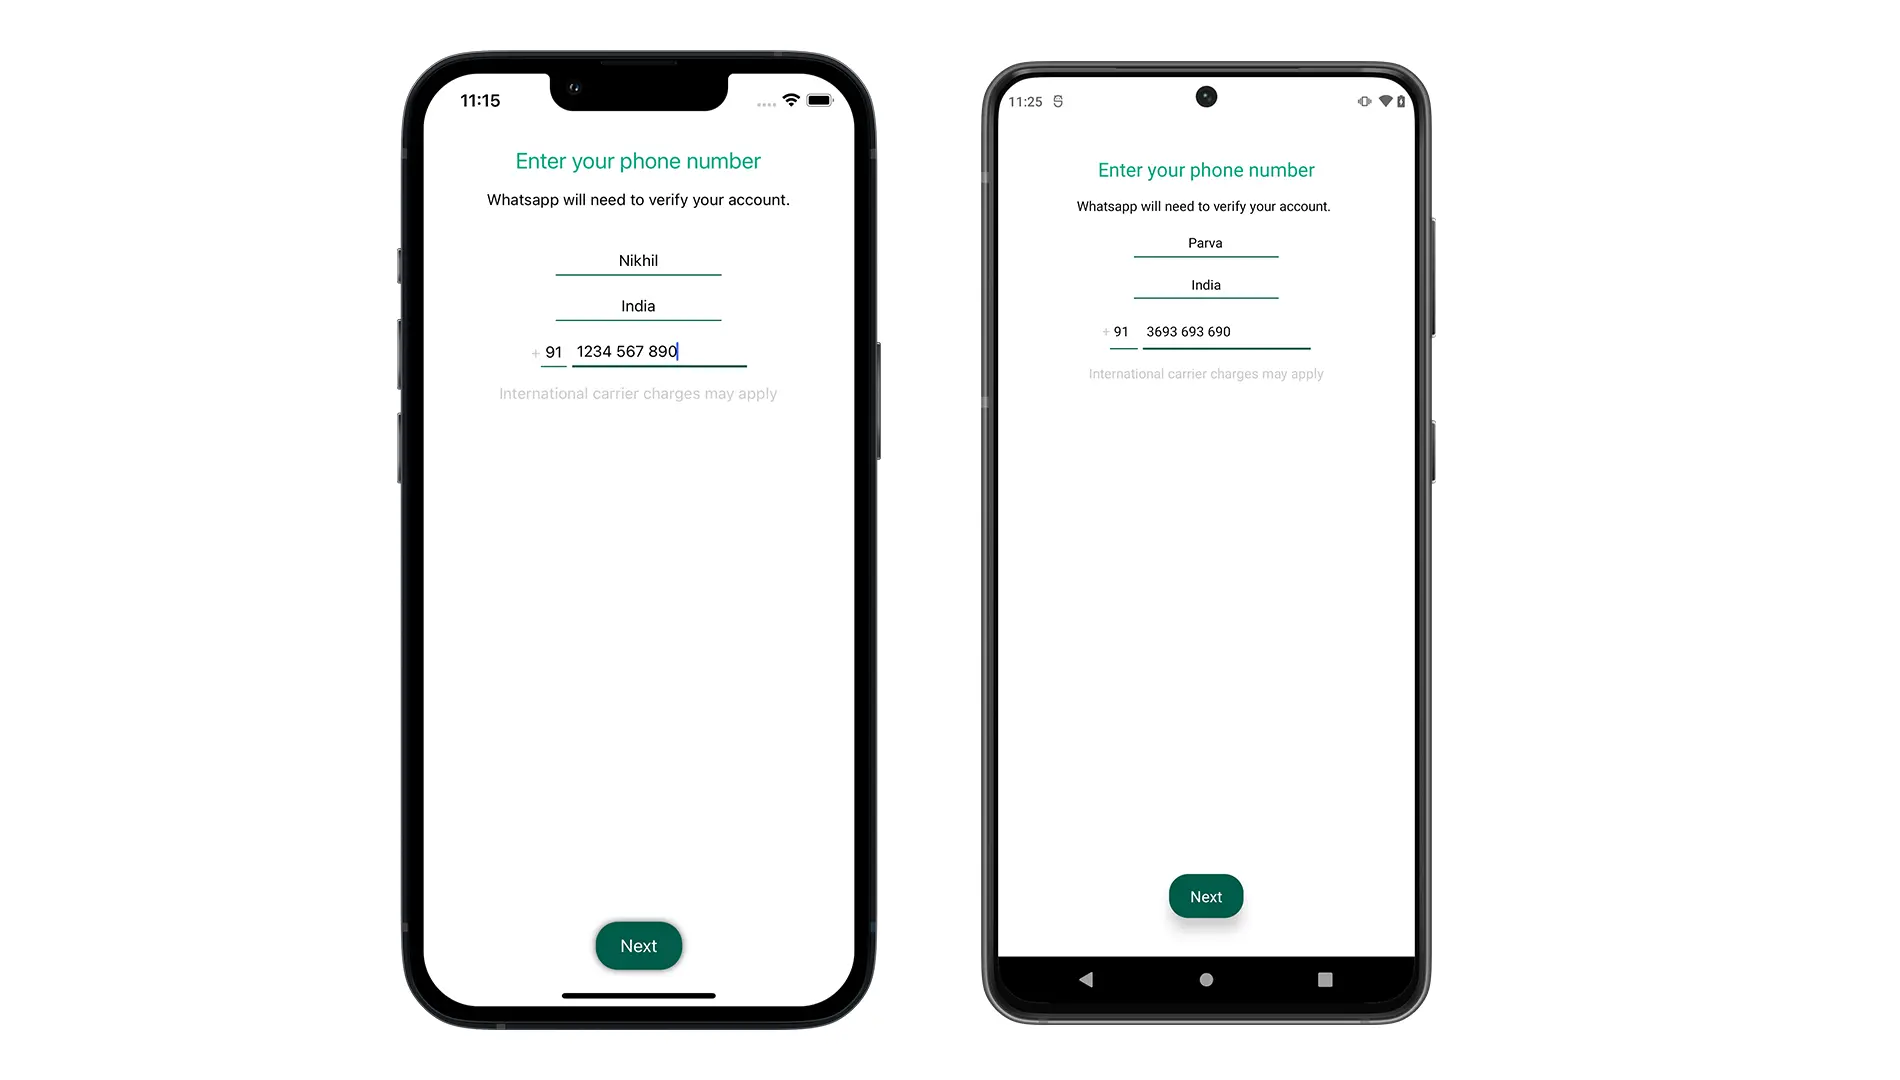 11:15
Enter your phone number
Whatsapp will need to verify your account.
Nikhil
India
+ 91 1234 567 890
International carrier charges may apply
Next
11:25
Enter your phone number
Whatsapp will need to verify your account.
Parva
India
+ 91 3693 693 690
International carrier charges may apply
Next